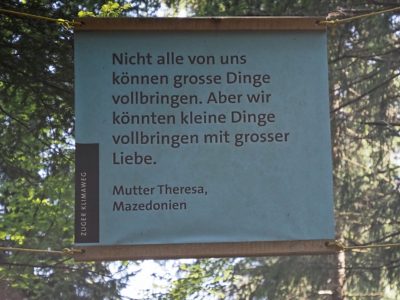 Nicht alle von uns
können grosse Dinge
vollbringen. Aber wir
könnten kleine Dinge
vollbringen mit grosser
Liebe.
Mutter Theresa,
Mazedonien
ZUGER KLIMAWEG